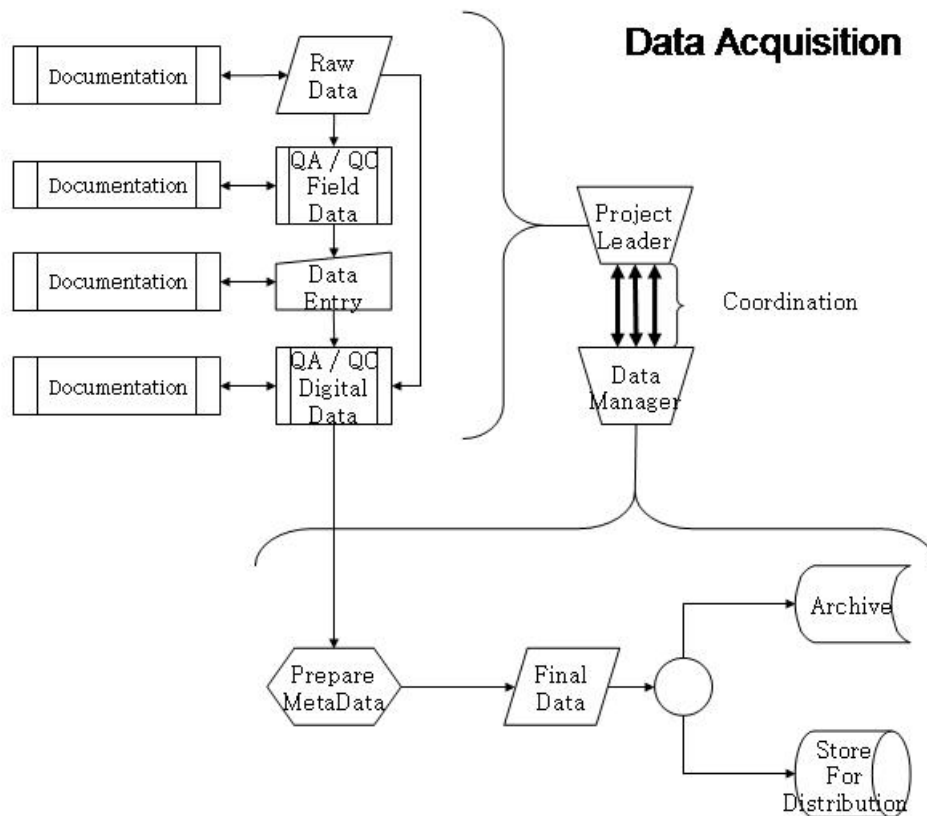 Data Acquisition
Documentation
Raw
Data
Documentation
QA / QC
Field
Data
Documentation
Data
Entry
Documentation
QA / QC
Digital
Data
Project
Leader
Coordination
Data
Manager
Prepare
MetaData
Final
Data
Archive
Store
For
Distribution